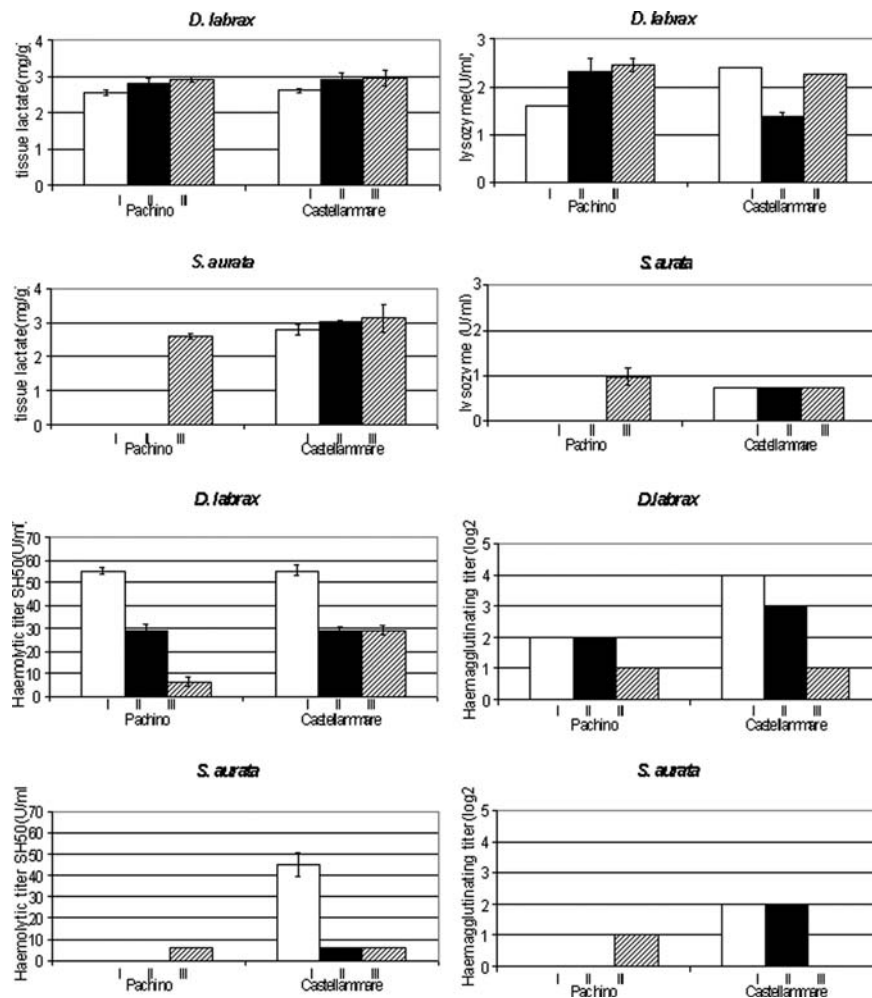 D. labrax
tissue lactate(mg/g)
4
3
2
1
0
I II III I II III
Pachino Castellammare
D. labrax
lysozyme(U/ml)
3
2
1
0
I II III I II III
Pachino Castellammare
S. aurata
tissue lactate(mg/g)
4
3
2
1
0
I II III I II III
Pachino Castellammare
S. aurata
lysozyme (U/ml)
3
2
1
0
I II III I II III
Pachino Castellammare
D. labrax
Haemolytic titer SH50(U/ml
70
60
50
40
30
20
10
0
I II III I II III
Pachino Castellammare
D.labrax
Haemagglutinating titer(log2
5
4
3
2
1
0
I II III I II III
Pachino Castellammare
S. aurata
Haemolytic titer SH50(U/ml
70
60
50
40
30
20
10
0
I II III I II III
Pachino Castellammare
S. aurata
Haemagglutinating titer(log2
5
4
3
2
1
0
I II III I II III
Pachino Castellammare